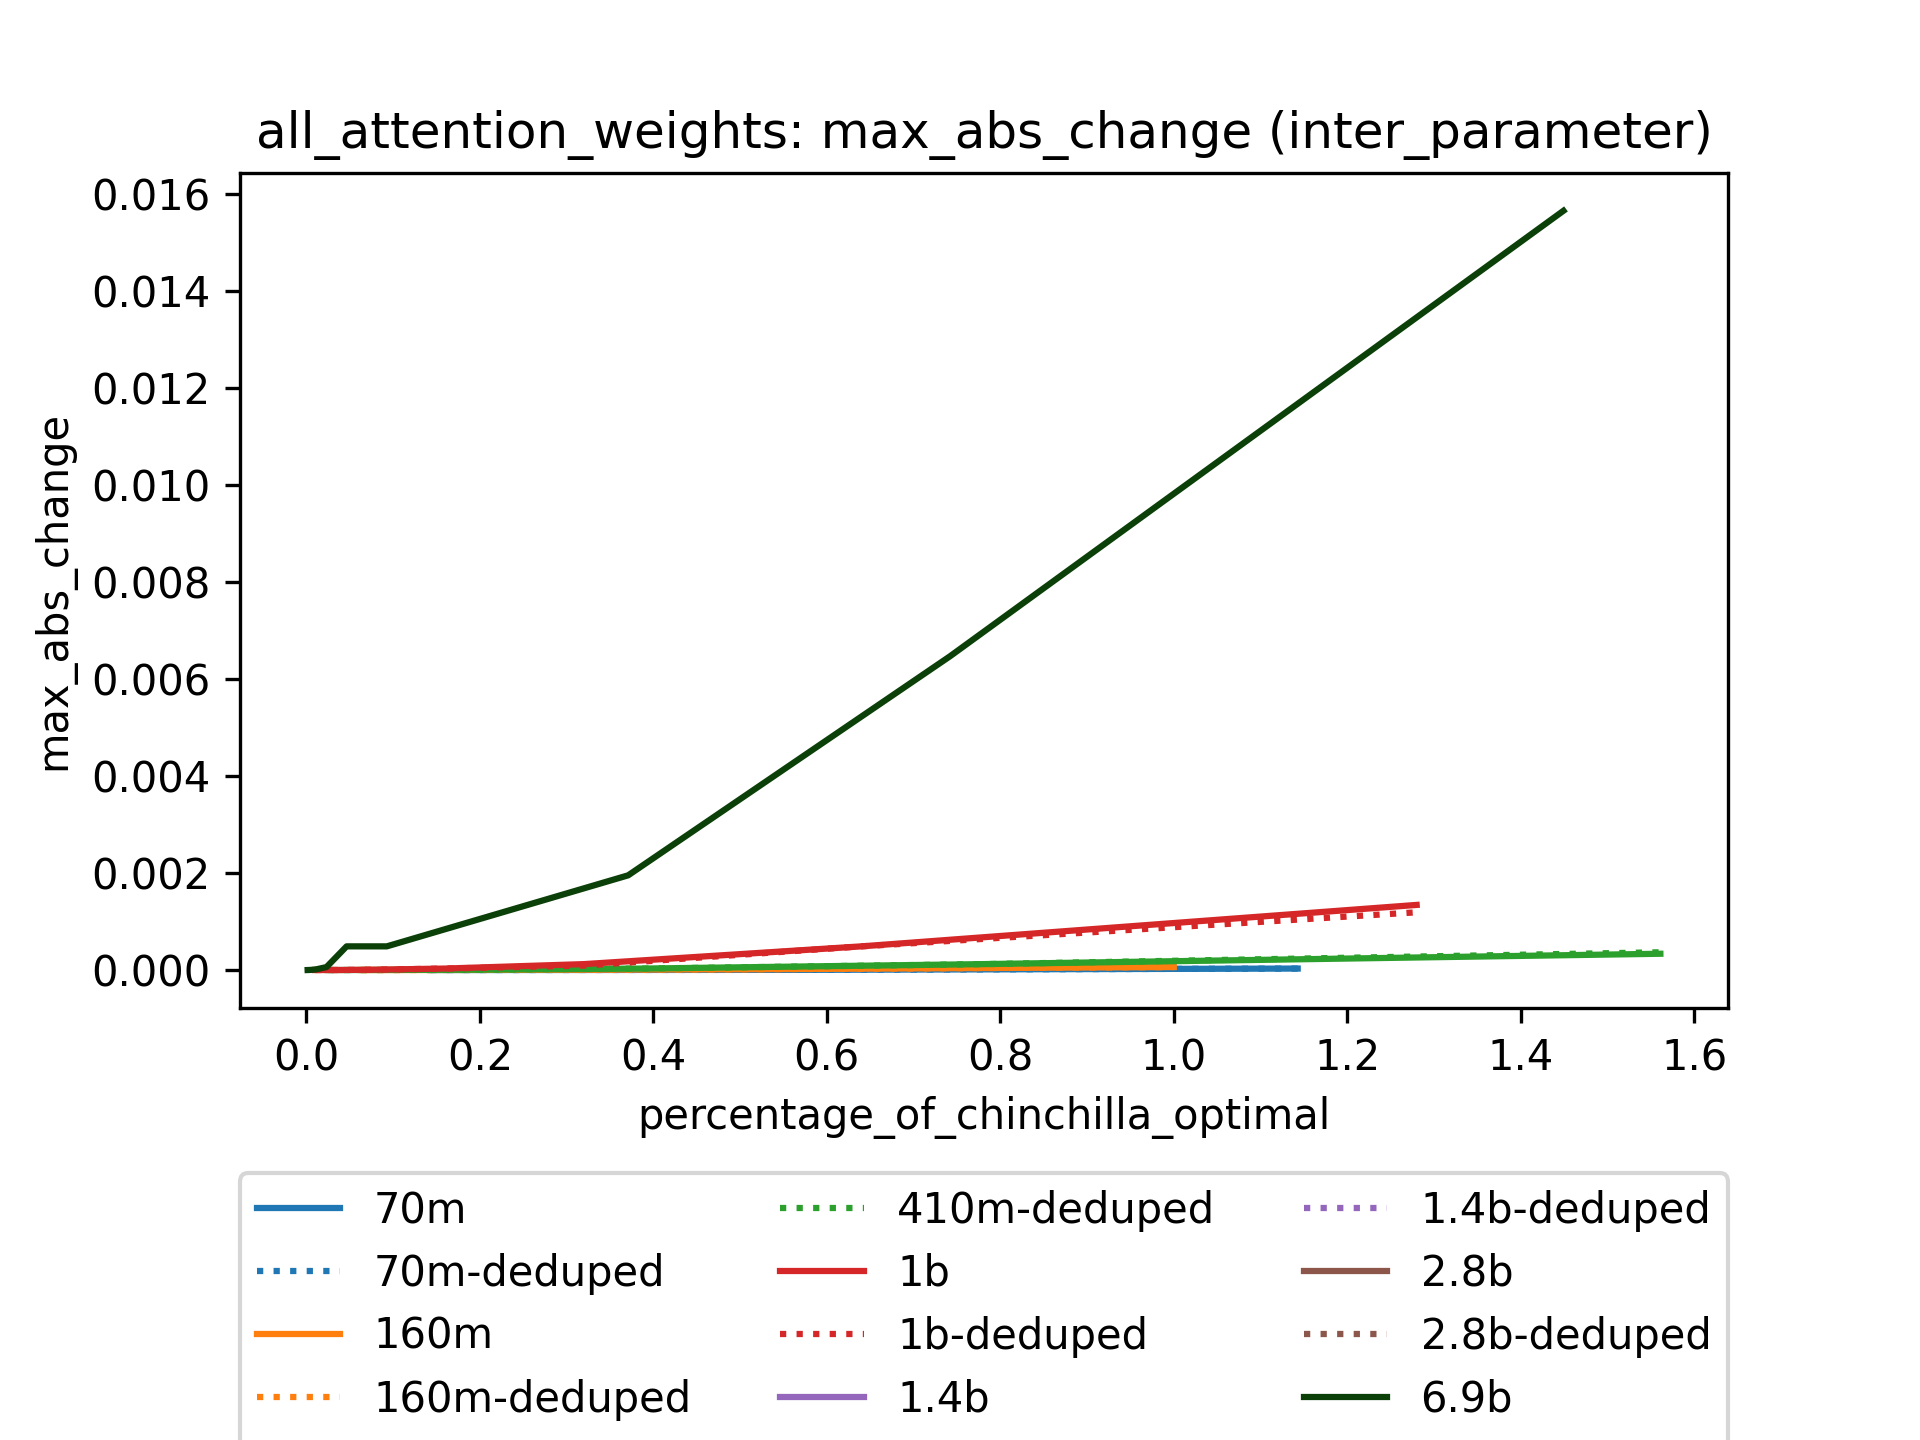 all_attention_weights: max_abs_change (inter_parameter)
max_abs_change
0.016
0.014
0.012
0.010
0.008
0.006
0.004
0.002
0.000
0.0 0.2 0.4 0.6 0.8 1.0 1.2 1.4 1.6
percentage_of_chinchilla_optimal
70m 410m-deduped 1.4b-deduped
70m-deduped 1b 2.8b
160m 1b-deduped 2.8b-deduped
160m-deduped 1.4b 6.9b